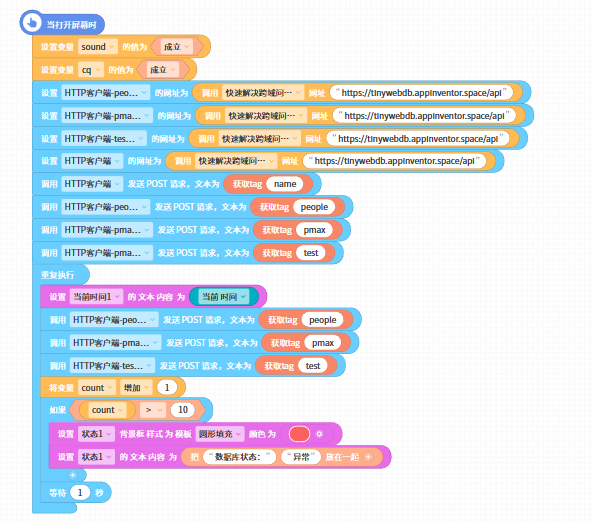 当打开屏幕时
设置变量 sound 的值为 成立
设置变量 cq 的值为 成立
设置 HTTP客户端-peo... 的网址为 调用 快速解决跨域问... 网址 “https://tinywebdb.appinventor.space/api”
设置 HTTP客户端-pma... 的网址为 调用 快速解决跨域问... 网址 “https://tinywebdb.appinventor.space/api”
设置 HTTP客户端-tes... 的网址为 调用 快速解决跨域问... 网址 “https://tinywebdb.appinventor.space/api”
设置 HTTP客户端 的网址为 调用 快速解决跨域问... 网址 “https://tinywebdb.appinventor.space/api”
调用 HTTP客户端 发送 POST 请求，文本为 获取tag name
调用 HTTP客户端-peo... 发送 POST 请求，文本为 获取tag people
调用 HTTP客户端-pma... 发送 POST 请求，文本为 获取tag pmax
调用 HTTP客户端-pma... 发送 POST 请求，文本为 获取tag test
重复执行
设置 当前时间1 的 文本 内容 为 当前 时间
调用 HTTP客户端-peo... 发送 POST 请求，文本为 获取tag people
调用 HTTP客户端-pma... 发送 POST 请求，文本为 获取tag pmax
调用 HTTP客户端-tes... 发送 POST 请求，文本为 获取tag test
将变量 count 增加 1
如果 count > 10
设置 状态1 背景框 样式 为 模板 圆形填充 颜色 为
设置 状态1 的 文本 内容 为 把 “数据库状态：” “异常” 放在一起
等待 1 秒